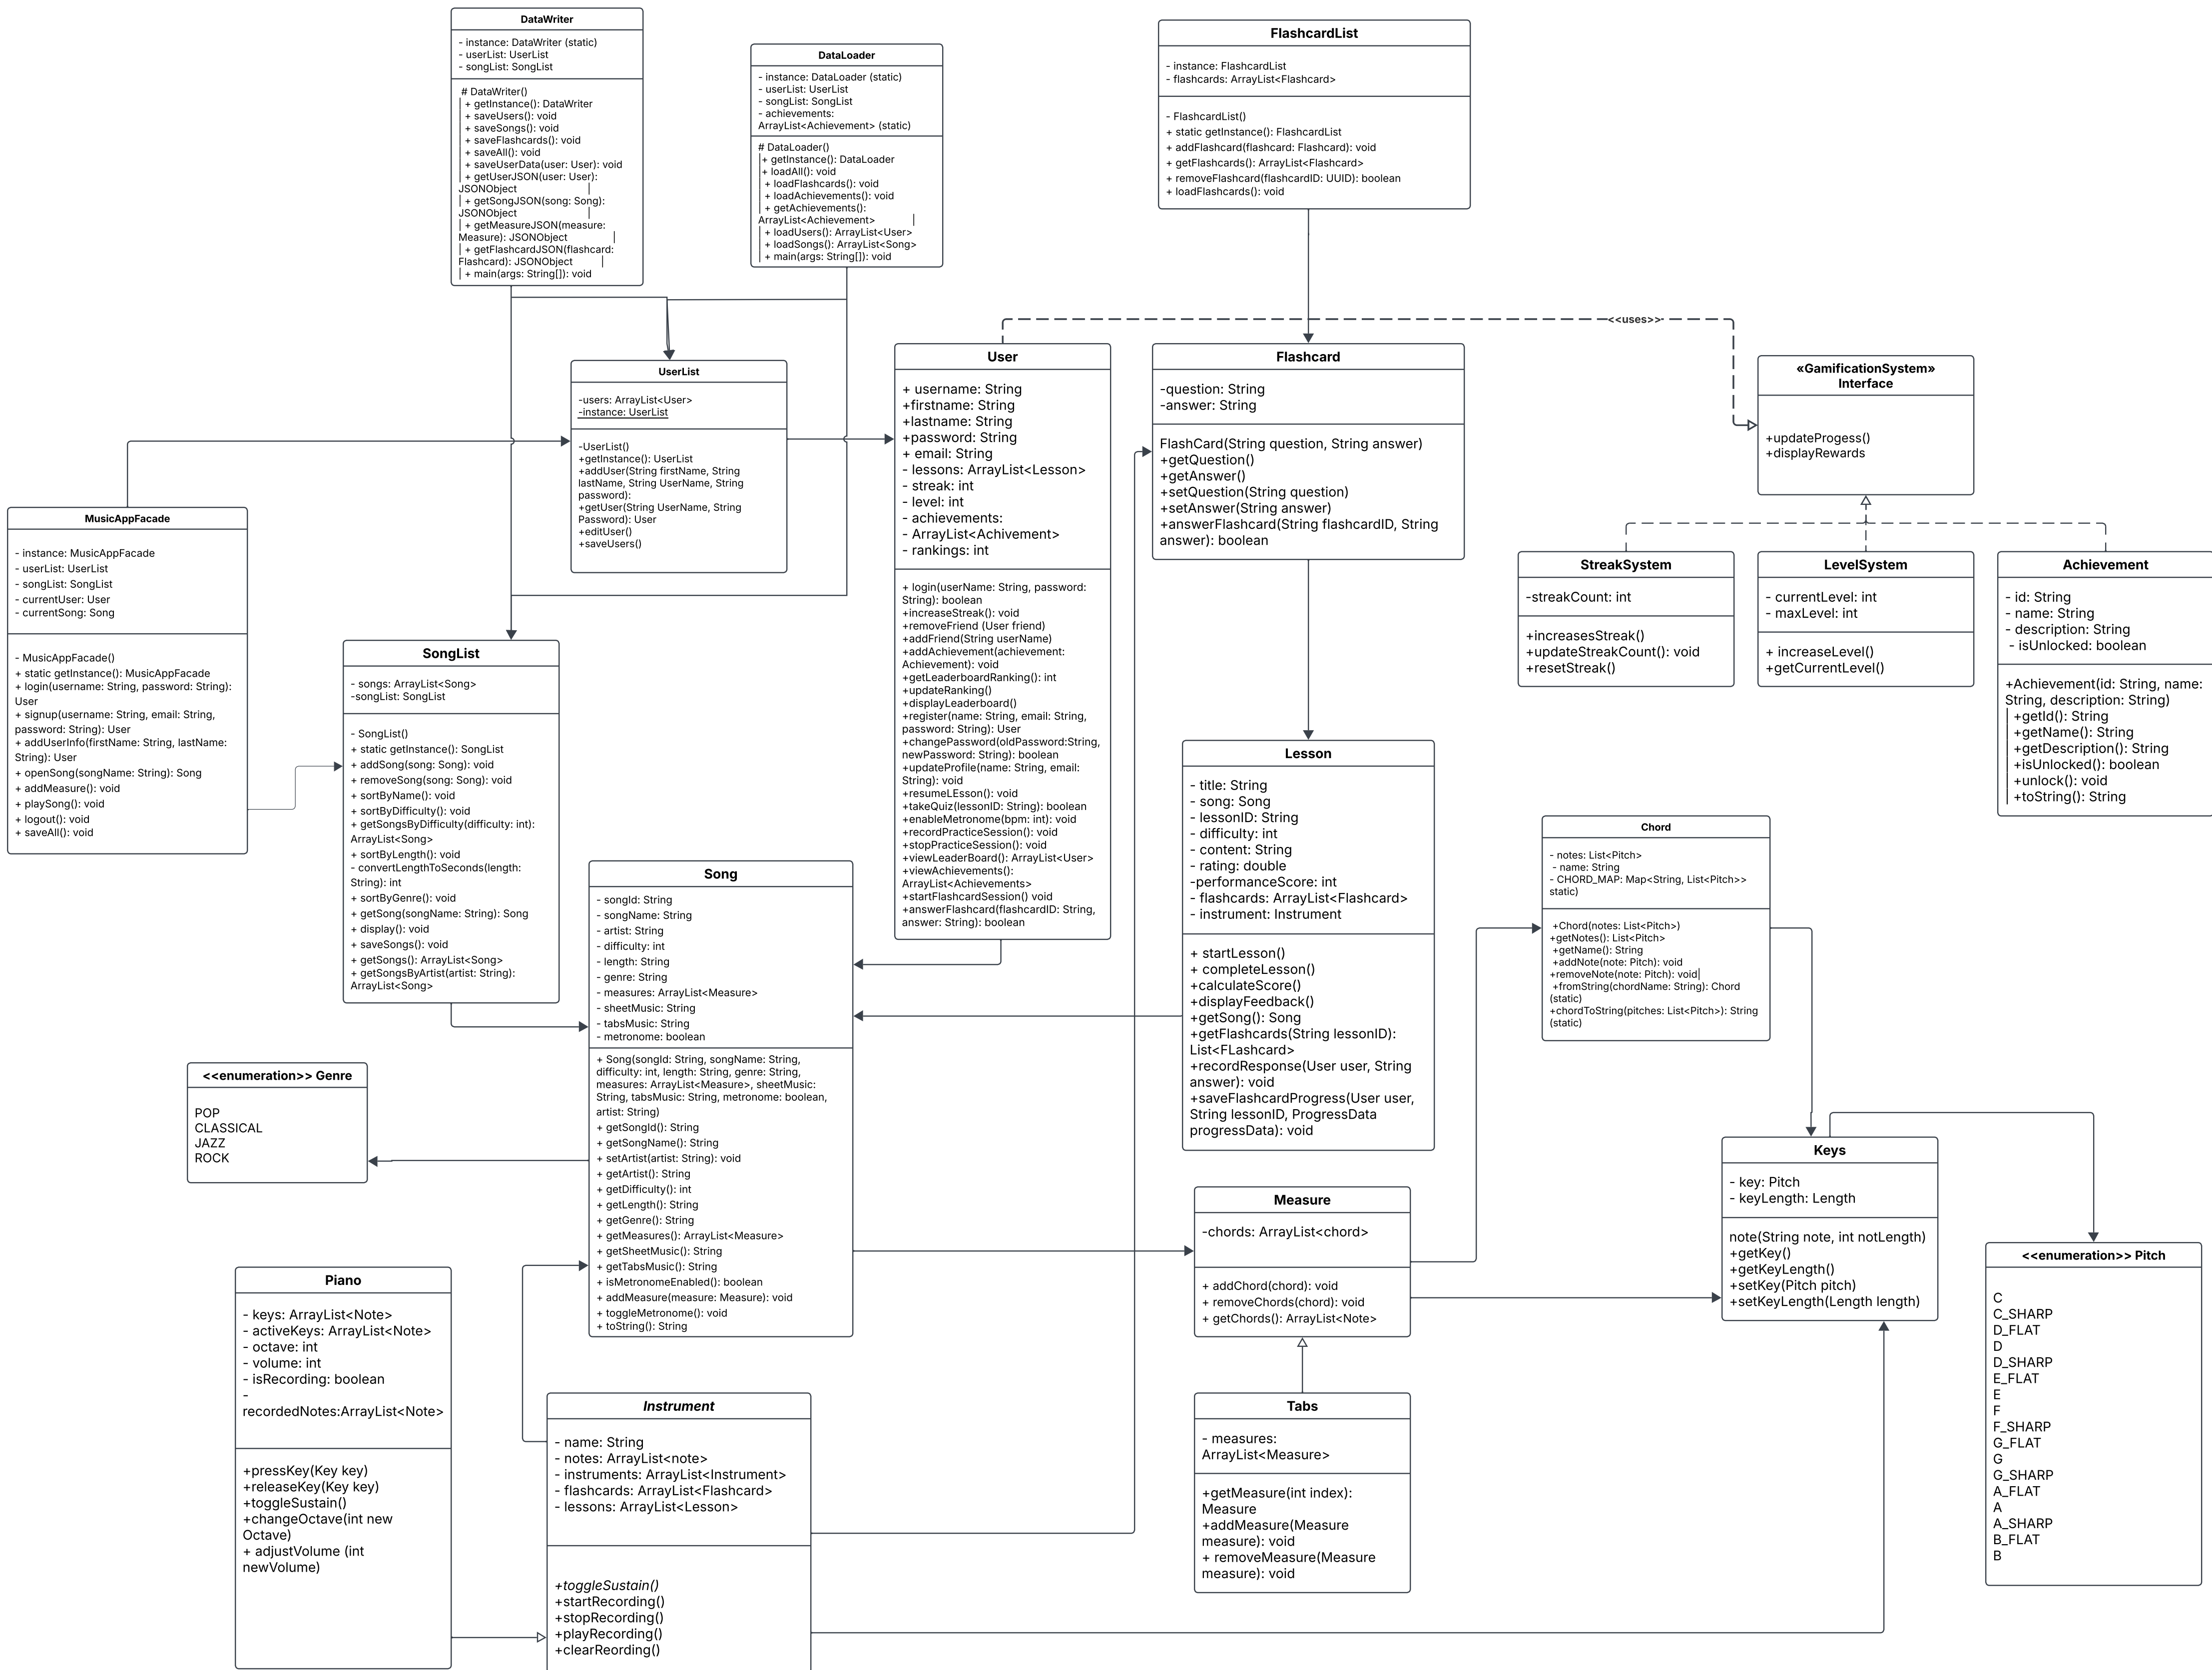 DataWriter
- instance: DataWriter (static)
- userList: UserList
- songList: SongList
# DataWriter()
| + getInstance(): DataWriter
| + saveUsers(): void
| + saveSongs(): void
| + saveFlashcards(): void
| + saveAll(): void
| + saveUserData(user: User): void
| + getUserJSON(user: User):
JSONObject |
| + getSongJSON(song: Song):
JSONObject |
| + getMeasureJSON(measure:
Measure): JSONObject |
| + getFlashcardJSON(flashcard:
Flashcard): JSONObject |
| + main(args: String[]): void
DataLoader
- instance: DataLoader (static)
- userList: UserList
- songList: SongList
- achievements:
ArrayList<Achievement> (static)
# DataLoader()
|+ getInstance(): DataLoader
|+ loadAll(): void
| + loadFlashcards(): void
| + loadAchievements(): void
| + getAchievements():
ArrayList<Achievement> |
| + loadUsers(): ArrayList<User>
| + loadSongs(): ArrayList<Song>
| + main(args: String[]): void
FlashcardList
- instance: FlashcardList
- flashcards: ArrayList<Flashcard>
- FlashcardList()
+ static getInstance(): FlashcardList
+ addFlashcard(flashcard: Flashcard): void
+ getFlashcards(): ArrayList<Flashcard>
+ removeFlashcard(flashcardID: UUID): boolean
+ loadFlashcards(): void
<<uses>>
UserList
-users: ArrayList<User>
-instance: UserList
-UserList()
+getInstance(): UserList
+addUser(String firstName, String
lastName, String UserName, String
password):
+getUser(String UserName, String
Password): User
+editUser()
+saveUsers()
User
+ username: String
+firstname: String
+lastname: String
+password: String
+ email: String
- lessons: ArrayList<Lesson>
- streak: int
- level: int
- achievements:
- ArrayList<Achivement>
- rankings: int
+ login(userName: String, password:
String): boolean
+increaseStreak(): void
+removeFriend (User friend)
+addFriend(String userName)
+addAchievement(achievement:
Achievement): void
+getLeaderboardRanking(): int
+updateRanking()
+displayLeaderboard()
+register(name: String, email: String,
password: String): User
+changePassword(oldPassword:String,
newPassword: String): boolean
+updateProfile(name: String, email:
String): void
+resumeLEsson(): void
+takeQuiz(lessonID: String): boolean
+enableMetronome(bpm: int): void
+recordPracticeSession(): void
+stopPracticeSession(): void
+viewLeaderBoard(): ArrayList<User>
+viewAchievements():
ArrayList<Achievements>
+startFlashcardSession() void
+answerFlashcard(flashcardID: String,
answer: String): boolean
Flashcard
-question: String
-answer: String
FlashCard(String question, String answer)
+getQuestion()
+getAnswer()
+setQuestion(String question)
+setAnswer(String answer)
+answerFlashcard(String flashcardID, String
answer): boolean
«GamificationSystem»
Interface
+updateProgess()
+displayRewards
StreakSystem
-streakCount: int
+increasesStreak()
+updateStreakCount(): void
+resetStreak()
LevelSystem
- currentLevel: int
- maxLevel: int
+ increaseLevel()
+getCurrentLevel()
Achievement
- id: String
- name: String
- description: String
- isUnlocked: boolean
+Achievement(id: String, name:
String, description: String)
| +getId(): String
| +getName(): String
| +getDescription(): String
| +isUnlocked(): boolean
| +unlock(): void
| +toString(): String
MusicAppFacade
- instance: MusicAppFacade
- userList: UserList
- songList: SongList
- currentUser: User
- currentSong: Song
- MusicAppFacade()
+ static getInstance(): MusicAppFacade
+ login(username: String, password: String):
User
+ signup(username: String, email: String,
password: String): User
+ addUserInfo(firstName: String, lastName:
String): User
+ openSong(songName: String): Song
+ addMeasure(): void
+ playSong(): void
+ logout(): void
+ saveAll(): void
SongList
- songs: ArrayList<Song>
-songList: SongList
- SongList()
+ static getInstance(): SongList
+ addSong(song: Song): void
+ removeSong(song: Song): void
+ sortByName(): void
+ sortByDifficulty(): void
+ getSongsByDifficulty(difficulty: int):
ArrayList<Song>
+ sortByLength(): void
- convertLengthToSeconds(length:
String): int
+ sortByGenre(): void
+ getSong(songName: String): Song
+ display(): void
+ saveSongs(): void
+ getSongs(): ArrayList<Song>
+ getSongsByArtist(artist: String):
ArrayList<Song>
Song
- songId: String
- songName: String
- artist: String
- difficulty: int
- length: String
- genre: String
- measures: ArrayList<Measure>
- sheetMusic: String
- tabsMusic: String
- metronome: boolean
+ Song(songId: String, songName: String,
difficulty: int, length: String, genre: String,
measures: ArrayList<Measure>, sheetMusic:
String, tabsMusic: String, metronome: boolean,
artist: String)
+ getSongId(): String
+ getSongName(): String
+ setArtist(artist: String): void
+ getArtist(): String
+ getDifficulty(): int
+ getLength(): String
+ getGenre(): String
+ getMeasures(): ArrayList<Measure>
+ getSheetMusic(): String
+ getTabsMusic(): String
+ isMetronomeEnabled(): boolean
+ addMeasure(measure: Measure): void
+ toggleMetronome(): void
+ toString(): String
Lesson
- title: String
- song: Song
- lessonID: String
- difficulty: int
- content: String
- rating: double
-performanceScore: int
- flashcards: ArrayList<Flashcard>
- instrument: Instrument
+ startLesson()
+ completeLesson()
+calculateScore()
+displayFeedback()
+getSong(): Song
+getFlashcards(String lessonID):
List<FLashcard>
+recordResponse(User user, String
answer): void
+saveFlashcardProgress(User user,
String lessonID, ProgressData
progressData): void
Chord
- notes: List<Pitch>
- name: String
- CHORD_MAP: Map<String, List<Pitch>>
static)
+Chord(notes: List<Pitch>)
+getNotes(): List<Pitch>
+getName(): String
+addNote(note: Pitch): void
+removeNote(note: Pitch): void|
+fromString(chordName: String): Chord
(static)
+chordToString(pitches: List<Pitch>): String
(static)
<<enumeration>> Genre
POP
CLASSICAL
JAZZ
ROCK
Measure
-chords: ArrayList<chord>
+ addChord(chord): void
+ removeChords(chord): void
+ getChords(): ArrayList<Note>
Keys
- key: Pitch
- keyLength: Length
note(String note, int notLength)
+getKey()
+getKeyLength()
+setKey(Pitch pitch)
+setKeyLength(Length length)
<<enumeration>> Pitch
C
C_SHARP
D_FLAT
D
D_SHARP
E_FLAT
E
F
F_SHARP
G_FLAT
G
G_SHARP
A_FLAT
A
A_SHARP
B_FLAT
B
Piano
- keys: ArrayList<Note>
- activeKeys: ArrayList<Note>
- octave: int
- volume: int
- isRecording: boolean
-
recordedNotes:ArrayList<Note>
+pressKey(Key key)
+releaseKey(Key key)
+toggleSustain()
+changeOctave(int new
Octave)
+ adjustVolume (int
newVolume)
Instrument
- name: String
- notes: ArrayList<note>
- instruments: ArrayList<Instrument>
- flashcards: ArrayList<Flashcard>
- lessons: ArrayList<Lesson>
+toggleSustain()
+startRecording()
+stopRecording()
+playRecording()
+clearReording()
Tabs
- measures:
ArrayList<Measure>
+getMeasure(int index):
Measure
+addMeasure(Measure
measure): void
+ removeMeasure(Measure
measure): void